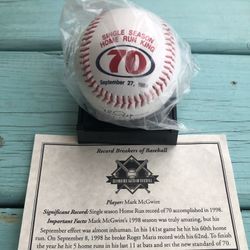 SINGLE SEASON
HOME RUN KING
70
September 27, 1998
Record Breakers of Baseball
Player: Mark McGwire
Significant Record: Single season Home Run record of 70 accomplished in 1998.
Important Facts: Mark McGwire's 1998 season was truly amazing, but his
September effort was almost inhuman. In his 141st game he hit his 60th home
run. On September 8, 1998 he broke Roger Maris record with his 62nd. To finish
the year he hit 5 home runs in his last 11 at bats and set the new standard of 70.